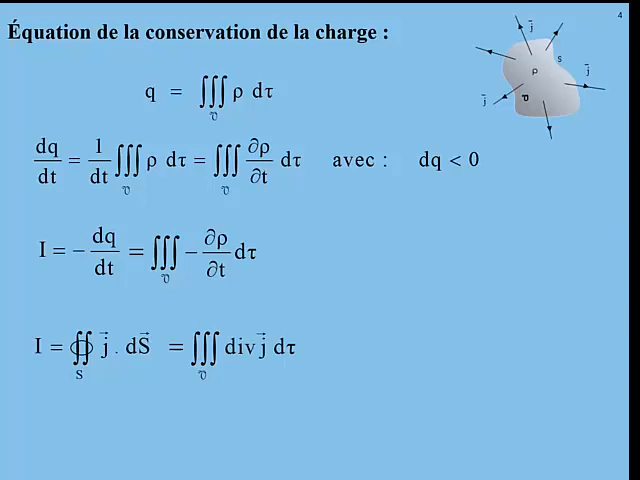 4
Équation de la conservation de la charge :
j
s
ρ
j
j
q = ∭ ρ dτ
𝒱
dq/dt = 1/dt ∭ ρ dτ = ∭ ∂ρ/∂t dτ avec : dq < 0
𝒱 𝒱
I = − dq/dt = ∭ − ∂ρ/∂t dτ
𝒱
I = ∯ j⃗ . dS⃗ = ∭ div j⃗ dτ
S 𝒱